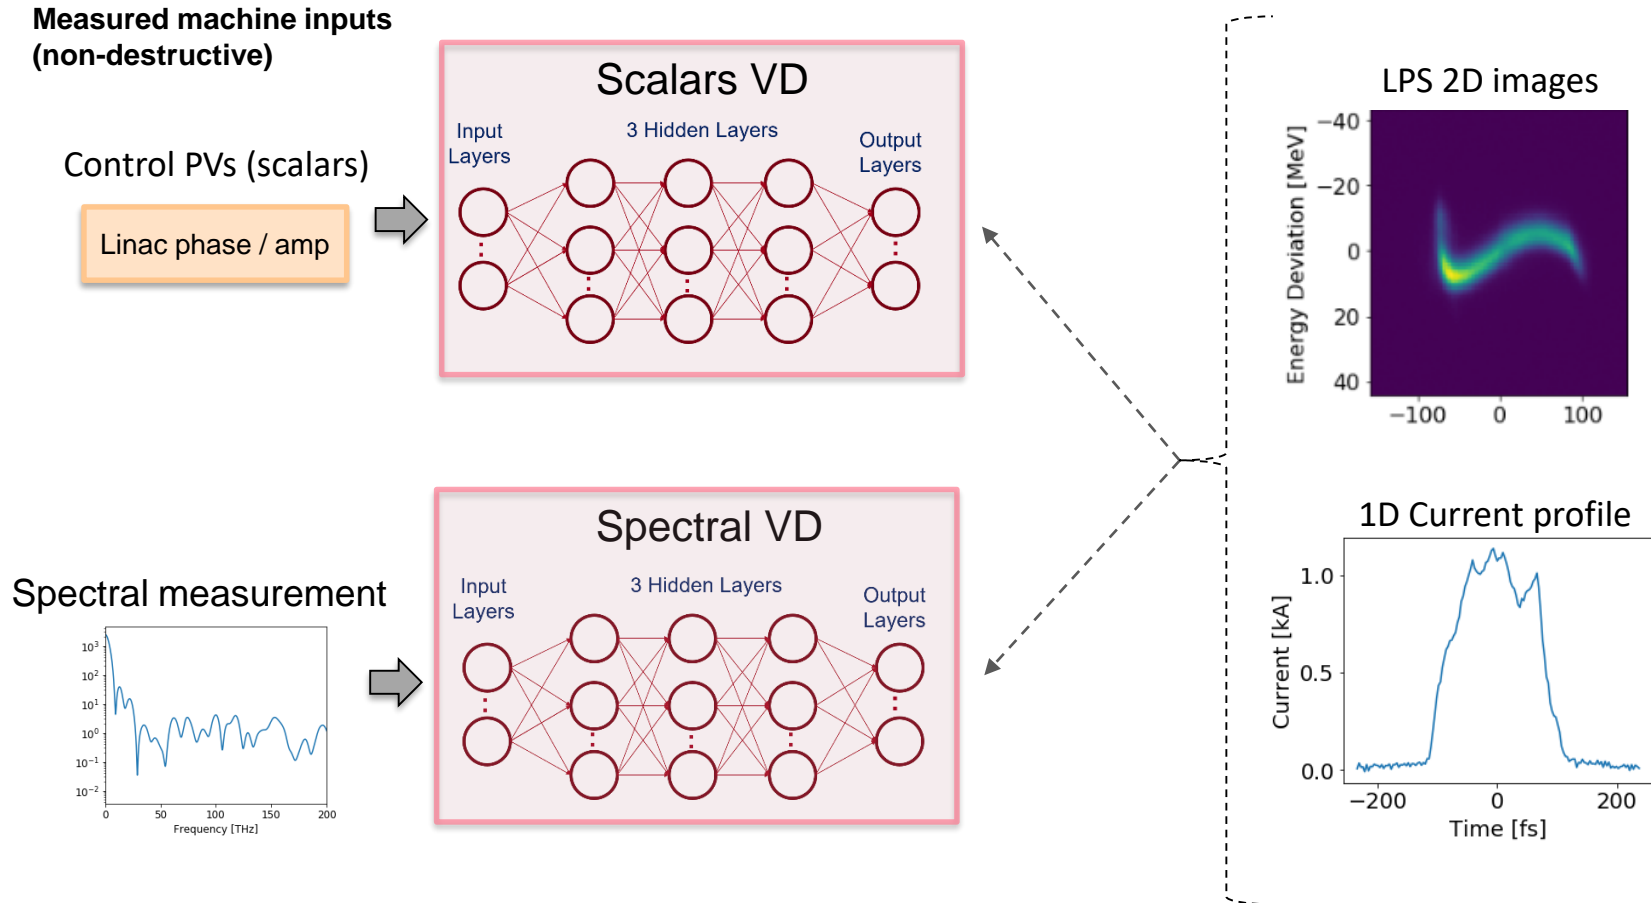 Measured machine inputs
(non-destructive)
Control PVs (scalars)
Linac phase / amp
Scalars VD
Input
Layers
3 Hidden Layers
Output
Layers
Spectral measurement
10³
10²
10¹
10⁰
10⁻¹
10⁻²
0 50 100 150 200
Frequency [THz]
Spectral VD
Input
Layers
3 Hidden Layers
Output
Layers
LPS 2D images
Energy Deviation [MeV]
−40
−20
0
20
40
−100 0 100
1D Current profile
Current [kA]
1.0
0.5
0.0
−200 0 200
Time [fs]